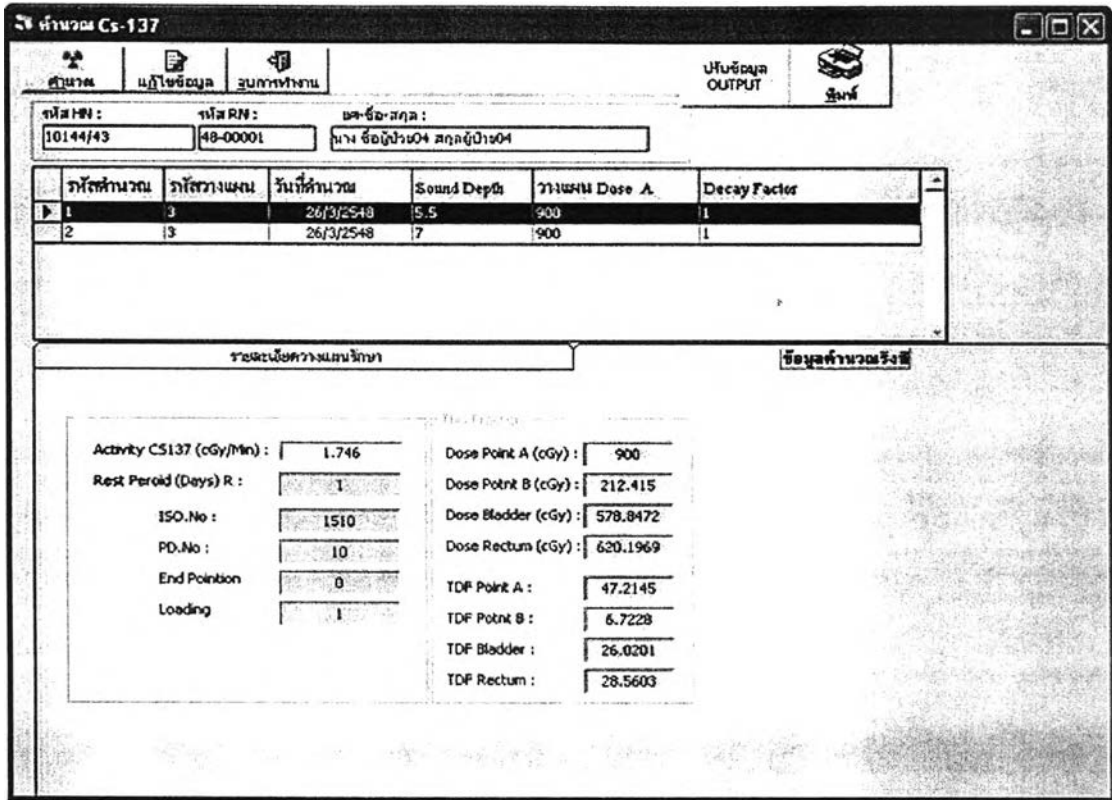 คำนวณ Cs-137
คำนวณ แก้ไขข้อมูล จบการทำงาน ปรับข้อมูล OUTPUT พิมพ์
รหัส HN : รหัส RN : ยศ-ชื่อ-สกุล :
10144/43 48-00001 นาง ชื่อผู้ป่วย04 สกุลผู้ป่วย04
รหัสคำนวณ รหัสวางแผน วันที่คำนวณ Sound Depth วางแผน Dose A Decay Factor
1 3 26/3/2548 5.5 900 1
2 3 26/3/2548 7 900 1
รายละเอียดวางแผนรักษา ข้อมูลคำนวณรังสี
Activity CS137 (cGy/Min) : 1.746 Dose Point A (cGy) : 900
Rest Peroid (Days) R : 1 Dose Potnt B (cGy) : 212.415
ISO.No : 1510 Dose Bladder (cGy) : 578.8472
PD.No : 10 Dose Rectum (cGy) : 620.1969
End Pointion 0 TDF Point A : 47.2145
Loading 1 TDF Potnt B : 6.7228
TDF Bladder : 26.0201
TDF Rectum : 28.5603